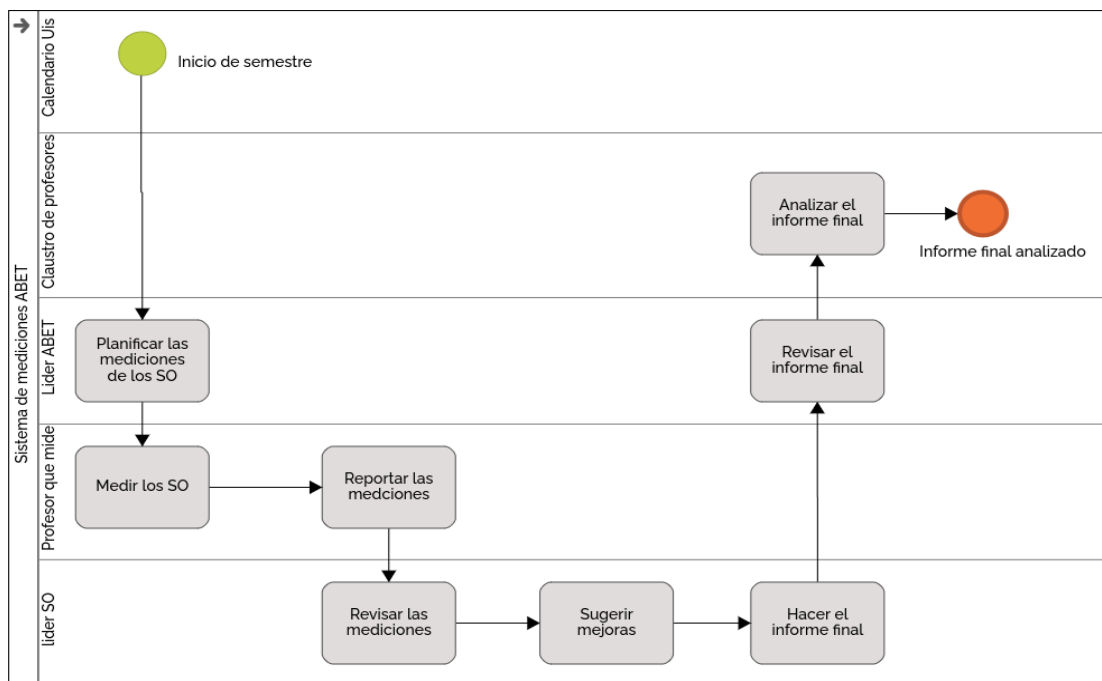 Sistema de mediciones ABET
Calendario Uis
Inicio de semestre
Claustro de profesores
Analizar el
informe final
Informe final analizado
Lider ABET
Planificar las
mediciones
de los SO
Revisar el
informe final
Profesor que mide
Medir los SO
Reportar las
medciones
lider SO
Revisar las
mediciones
Sugerir
mejoras
Hacer el
informe final